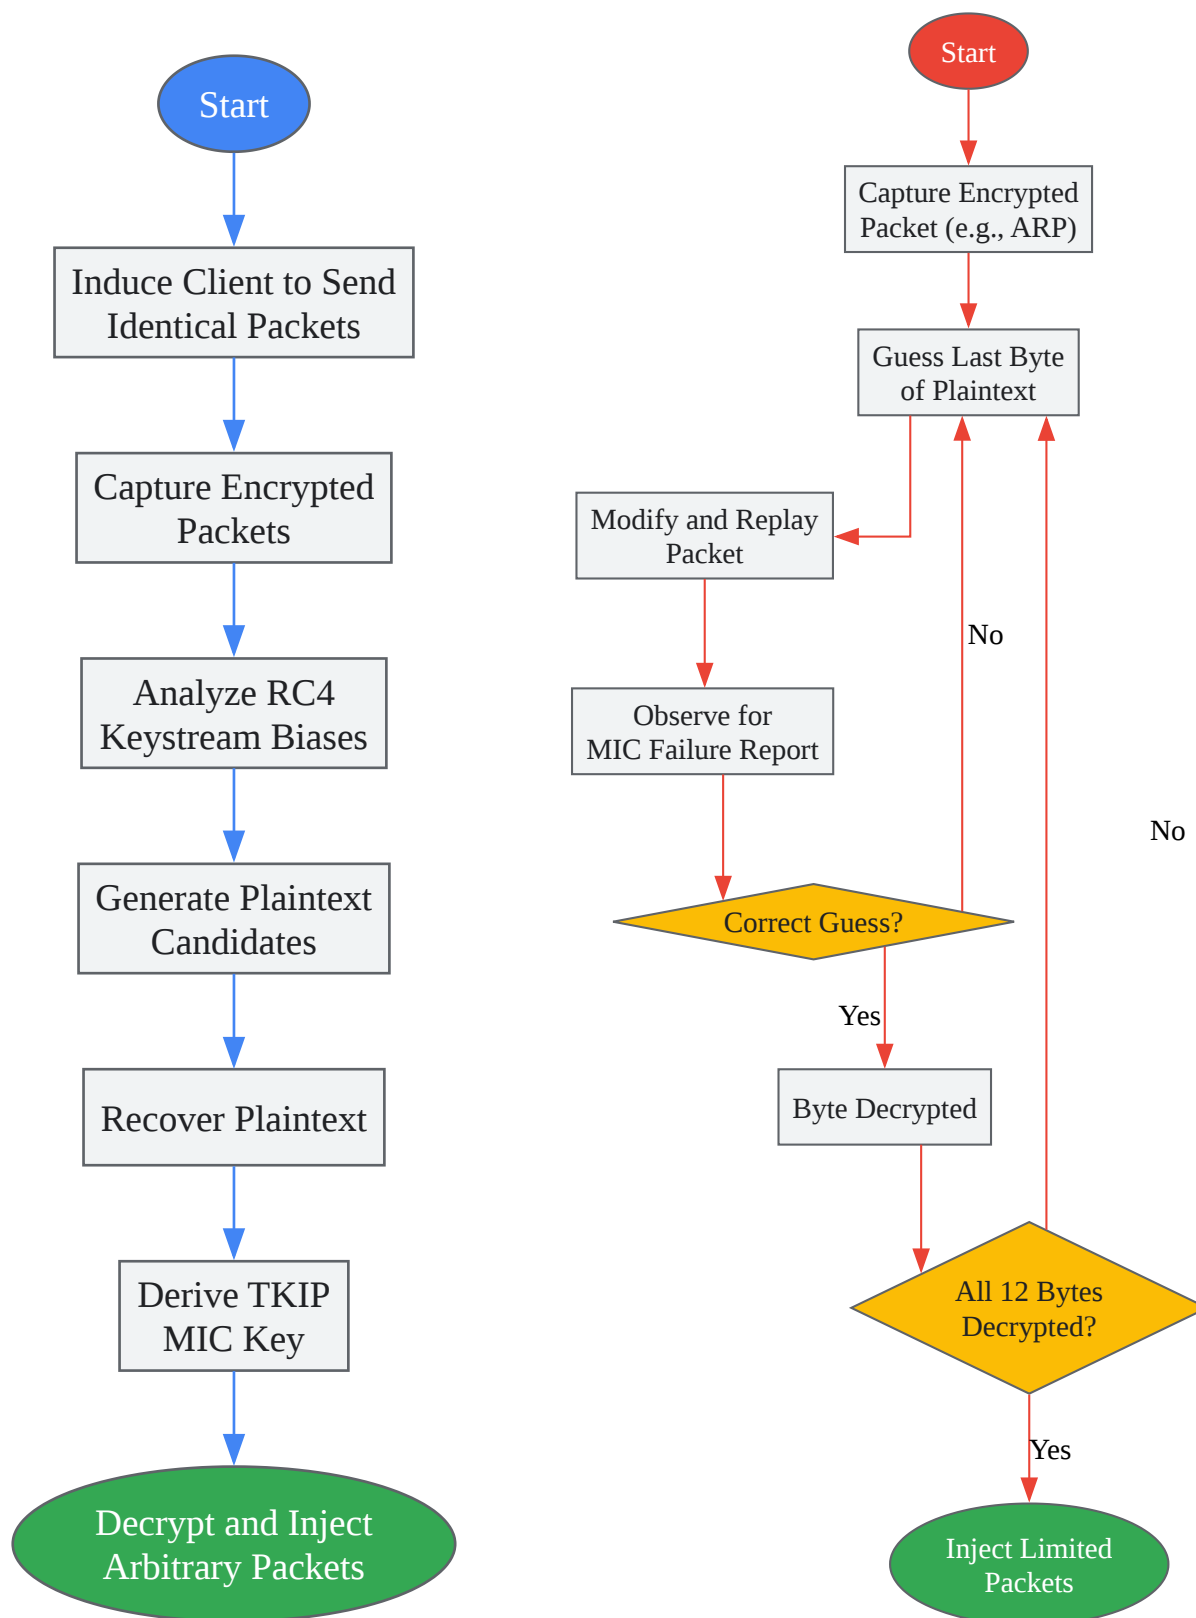 Start
Induce Client to Send
Identical Packets
Capture Encrypted
Packets
Analyze RC4
Keystream Biases
Generate Plaintext
Candidates
Recover Plaintext
Derive TKIP
MIC Key
Decrypt and Inject
Arbitrary Packets
Start
Capture Encrypted
Packet (e.g., ARP)
Guess Last Byte
of Plaintext
Modify and Replay
Packet
No
Observe for
MIC Failure Report
No
Correct Guess?
Yes
Byte Decrypted
All 12 Bytes
Decrypted?
Yes
Inject Limited
Packets